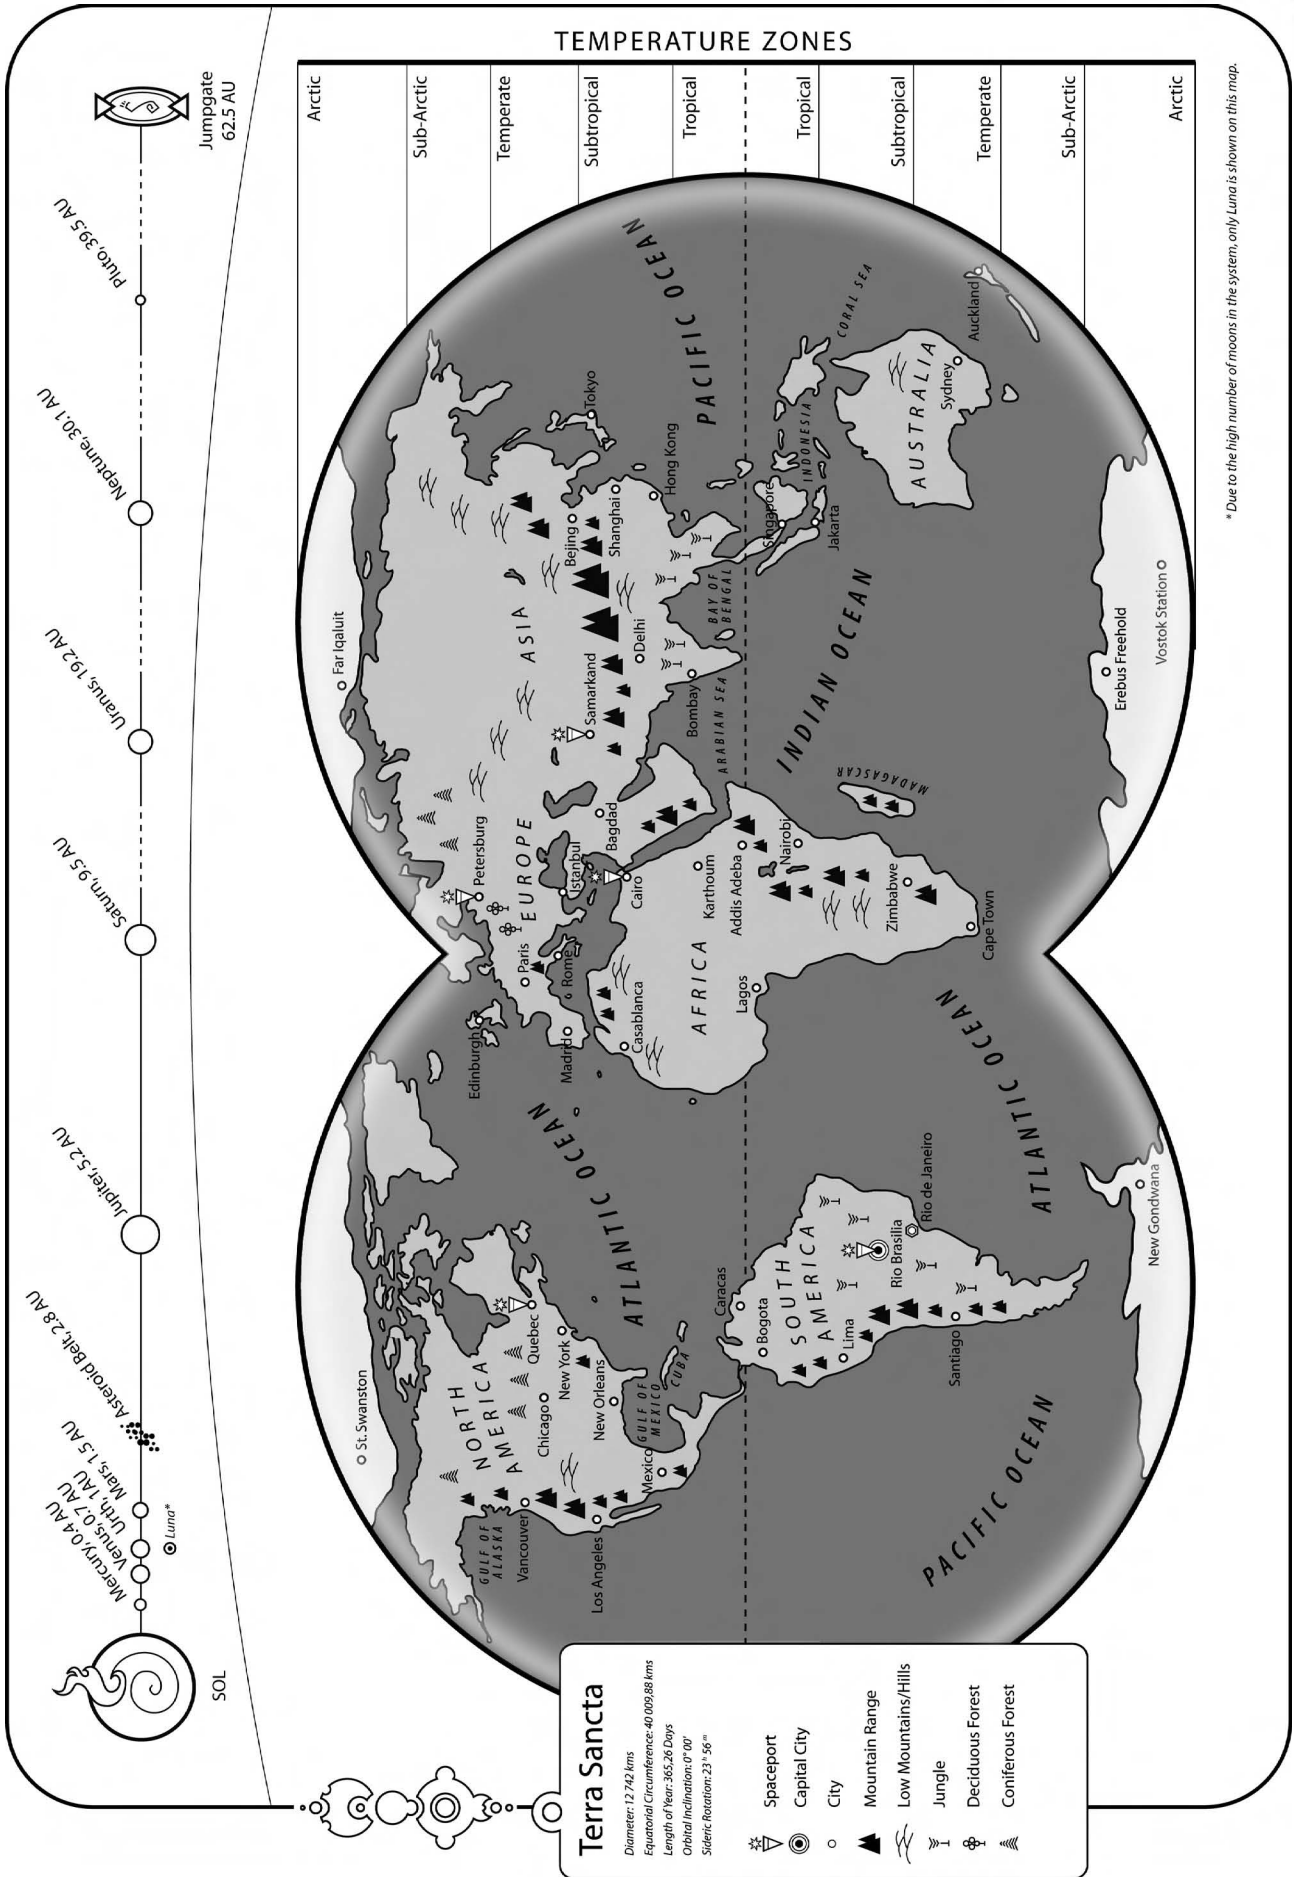 TEMPERATURE ZONES
Arctic
Sub-Arctic
Temperate
Subtropical
Tropical
Tropical
Subtropical
Temperate
Sub-Arctic
Arctic
SOL
Mercury, 0.4 AU
Venus, 0.7 AU
Urth, 1AU
Luna*
Mars, 1.5 AU
Asteroid Belt, 2.8 AU
Jupiter, 5.2 AU
Saturn, 9.5 AU
Uranus, 19.2 AU
Neptune, 30.1 AU
Pluto, 39.5 AU
Jumpgate
62.5 AU
St. Swanston
Far Iqaluit
GULF OF
ALASKA
NORTH
AMERICA
Vancouver
Los Angeles
Chicago
Quebec
New York
New Orleans
Mexico
GULF OF
MEXICO
CUBA
ATLANTIC OCEAN
Caracas
Bogota
SOUTH
AMERICA
Lima
Rio Brasilia
Rio de Janeiro
Santiago
PACIFIC OCEAN
ATLANTIC OCEAN
New Gondwana
Edinburgh
Madrid
Paris
Rome
EUROPE
Petersburg
Istanbul
Bagdad
Cairo
Casablanca
AFRICA
Lagos
Karthoum
Addis Adeba
Nairobi
Zimbabwe
Cape Town
MADAGASCAR
ASIA
Samarkand
Delhi
Bombay
ARABIAN SEA
BAY OF
BENGAL
Bejing
Shanghai
Hong Kong
Tokyo
PACIFIC OCEAN
Singapore
INDONESIA
Jakarta
INDIAN OCEAN
CORAL SEA
AUSTRALIA
Sydney
Auckland
Erebus Freehold
Vostok Station
Terra Sancta
Diameter: 12 742 kms
Equatorial Circumference: 40 009,88 kms
Length of Year: 365,26 Days
Orbital Inclination: 0° 00'
Sideric Rotation: 23 h 56 m
Spaceport
Capital City
City
Mountain Range
Low Mountains/Hills
Jungle
Deciduous Forest
Coniferous Forest
* Due to the high number of moons in the system, only Luna is shown on this map.